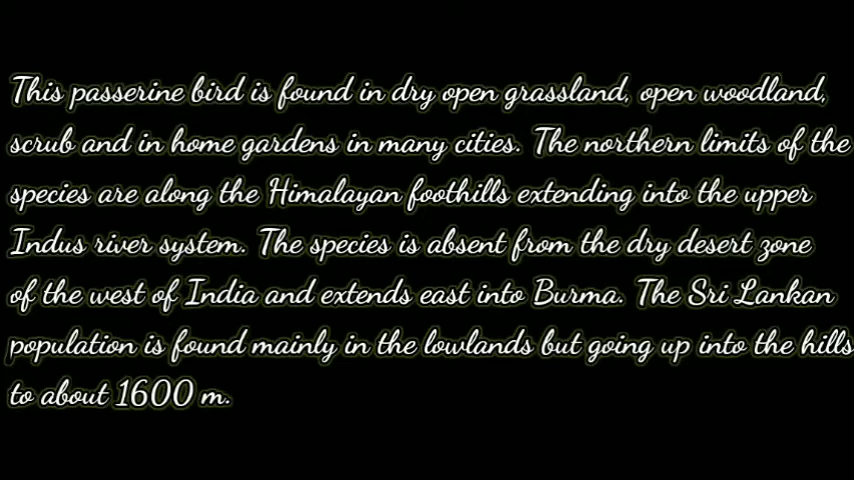 This passerine bird is found in dry open grassland, open woodland,
scrub and in home gardens in many cities. The northern limits of the
species are along the Himalayan foothills extending into the upper
Indus river system. The species is absent from the dry desert zone
of the west of India and extends east into Burma. The Sri Lankan
population is found mainly in the lowlands but going up into the hills
to about 1600 m.